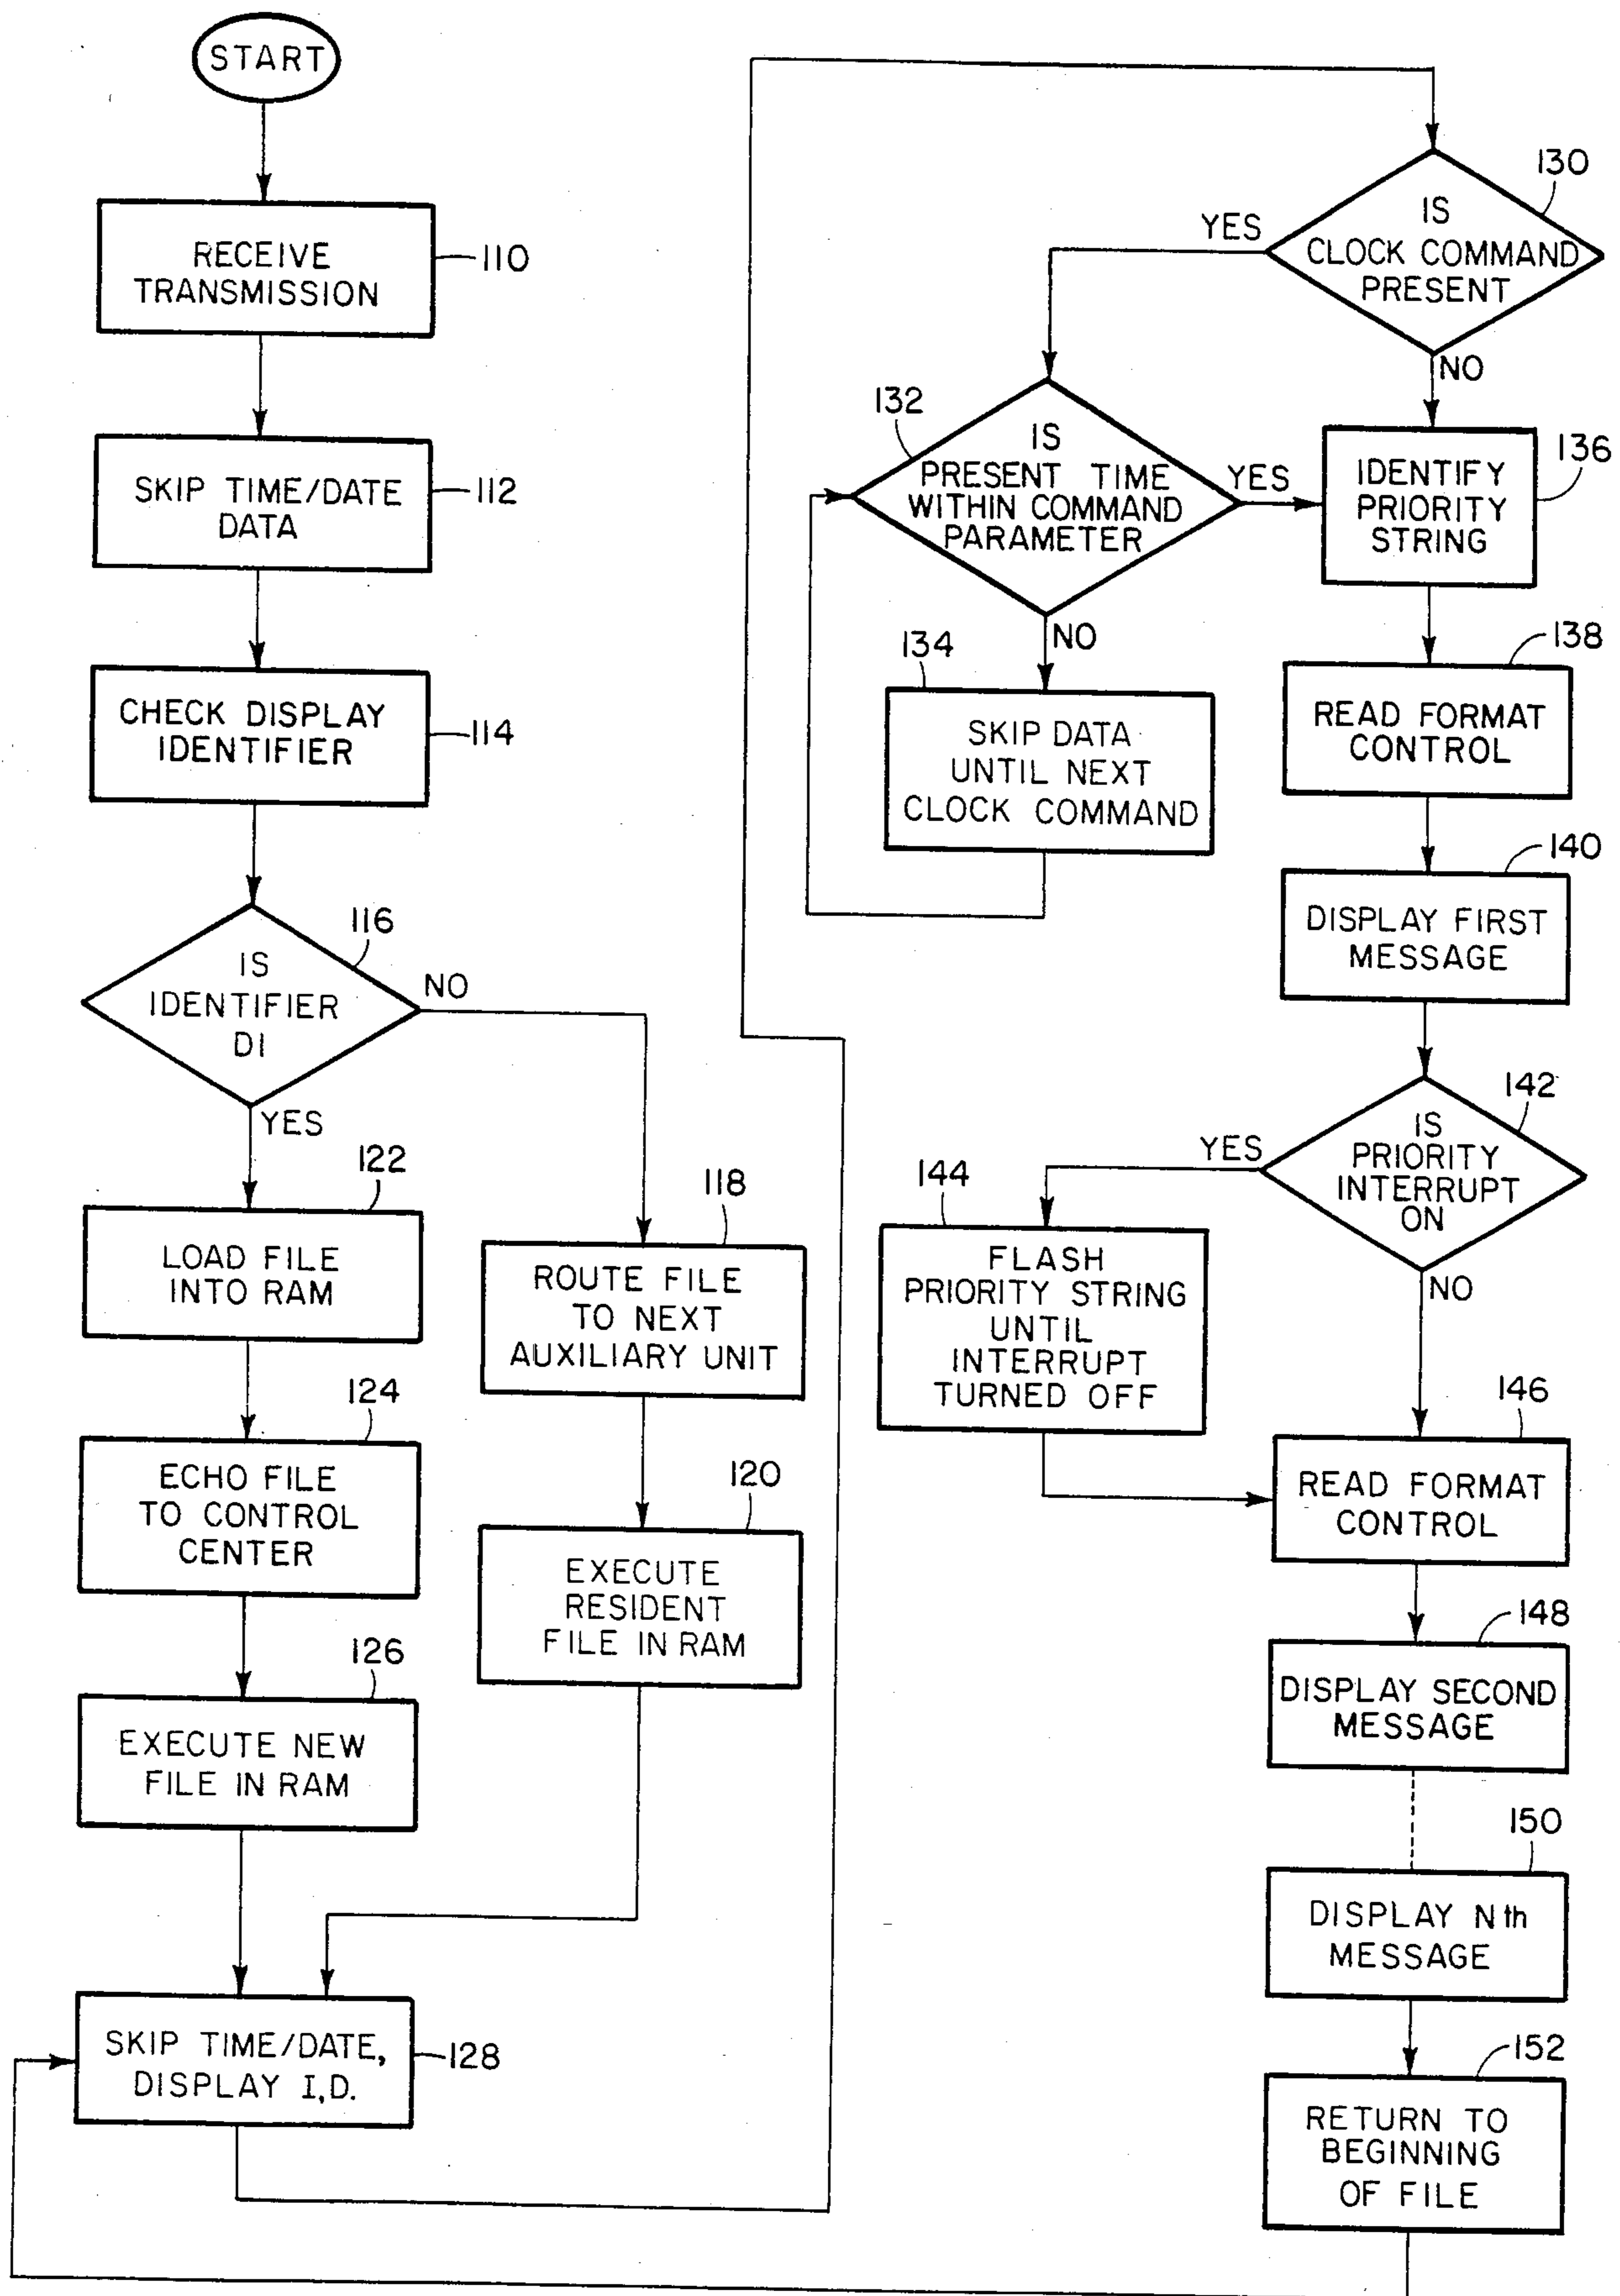 START
RECEIVE
TRANSMISSION
110
SKIP TIME/DATE
DATA
112
CHECK DISPLAY
IDENTIFIER
114
116
IS
IDENTIFIER
D1
NO
YES
122
LOAD FILE
INTO RAM
118
ROUTE FILE
TO NEXT
AUXILIARY UNIT
124
ECHO FILE
TO CONTROL
CENTER
120
EXECUTE
RESIDENT
FILE IN RAM
126
EXECUTE NEW
FILE IN RAM
SKIP TIME/DATE,
DISPLAY I,D.
128
130
IS
CLOCK COMMAND
PRESENT
YES
NO
132
IS
PRESENT TIME
WITHIN COMMAND
PARAMETER
YES
NO
134
SKIP DATA
UNTIL NEXT
CLOCK COMMAND
136
IDENTIFY
PRIORITY
STRING
138
READ FORMAT
CONTROL
140
DISPLAY FIRST
MESSAGE
142
IS
PRIORITY
INTERRUPT
ON
YES
NO
144
FLASH
PRIORITY STRING
UNTIL
INTERRUPT
TURNED OFF
146
READ FORMAT
CONTROL
148
DISPLAY SECOND
MESSAGE
150
DISPLAY Nth
MESSAGE
152
RETURN TO
BEGINNING
OF FILE